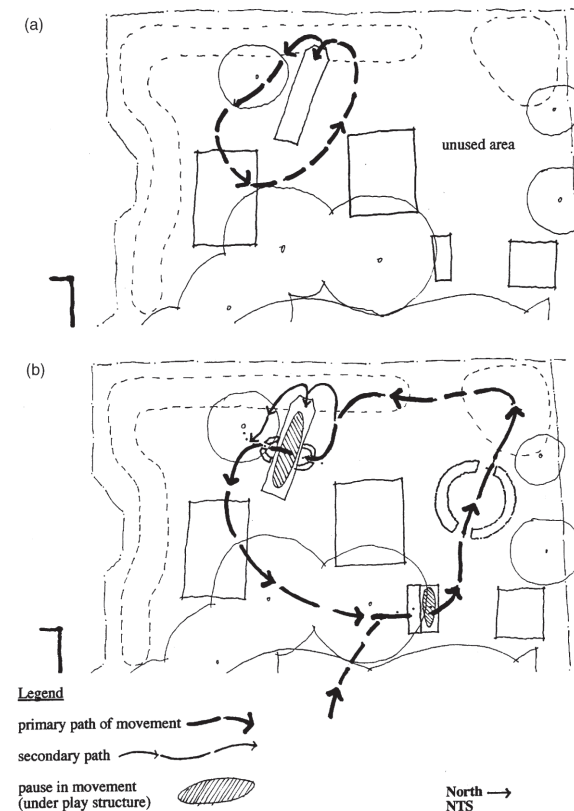 (a)
unused area
(b)
Legend
primary path of movement
secondary path
pause in movement
(under play structure)
North
NTS